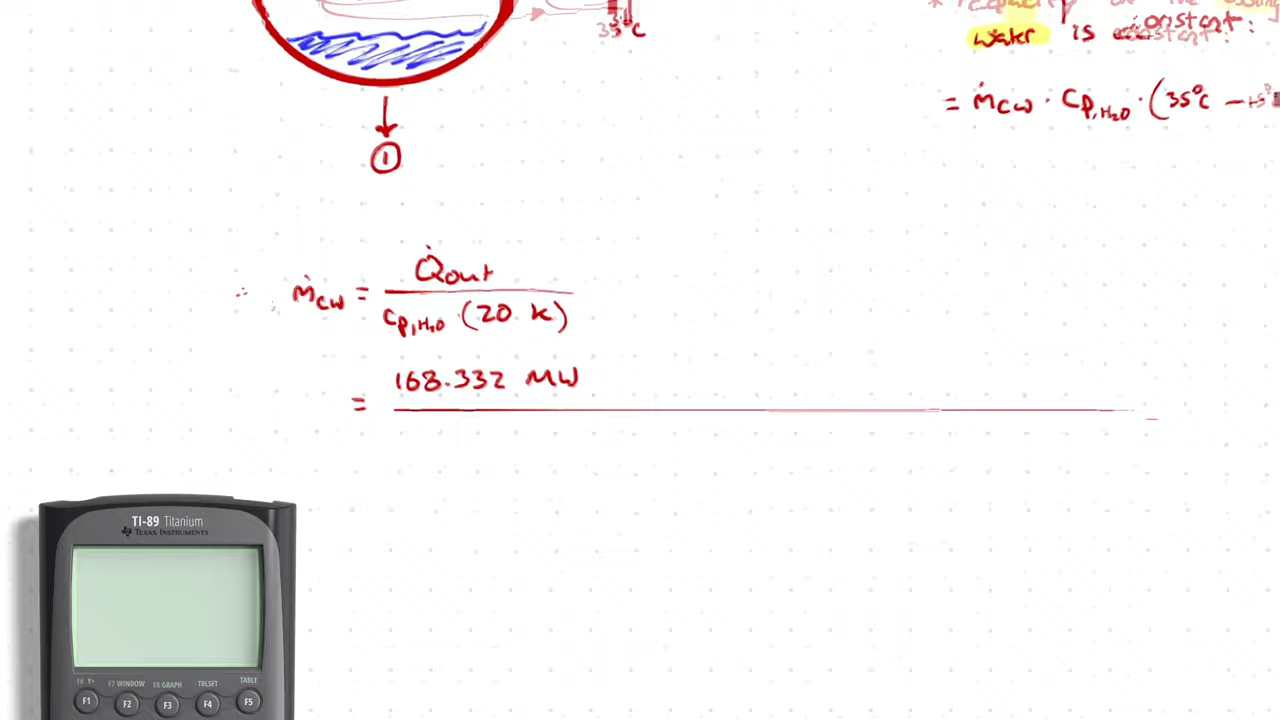 35°C
water is constant.
= ṁcw · Cp,H₂O · (35°C – 15°
①
∴ ṁcw = Q̇out / Cp,H₂O (20 K)
= 168.332 MW
TI-89 Titanium
TEXAS INSTRUMENTS
F6 Y= F7 WINDOW F8 GRAPH TBLSET TABLE
F1 F2 F3 F4 F5